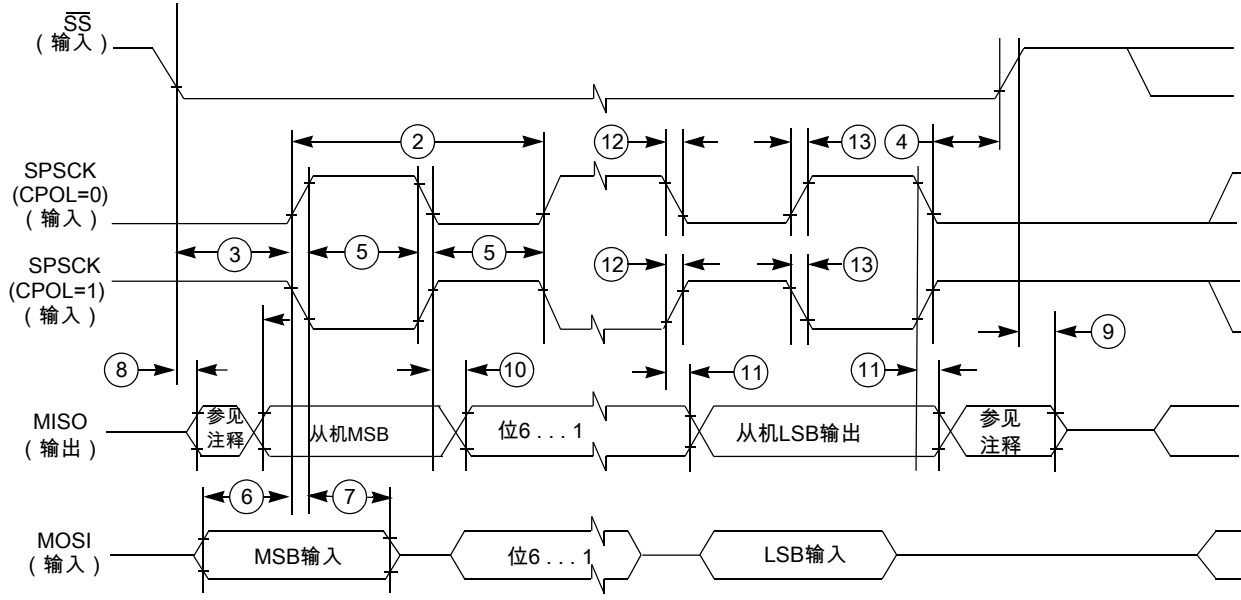 SS
（输入）
2
12
13
4
SPSCK
(CPOL=0)
（输入）
3
5
5
SPSCK
(CPOL=1)
（输入）
12
13
8
10
11
11
9
MISO
（输出）
参见
注释
从机MSB
位6 . . . 1
从机LSB输出
参见
注释
6
7
MOSI
（输入）
MSB输入
位6 . . . 1
LSB输入